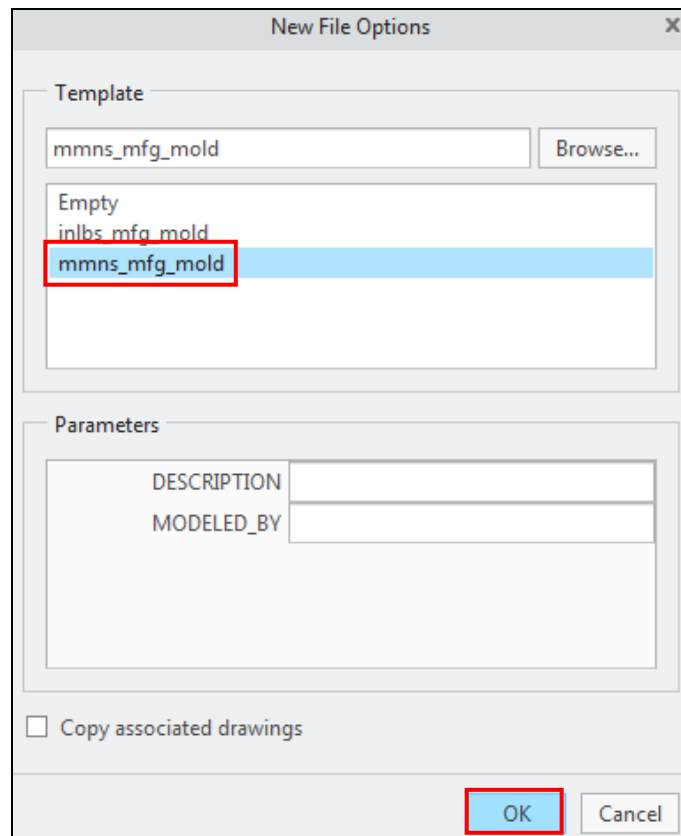 New File Options x
Template
mmns_mfg_mold Browse...
Empty
inlbs_mfg_mold
mmns_mfg_mold
Parameters
DESCRIPTION
MODELED_BY
Copy associated drawings
OK Cancel